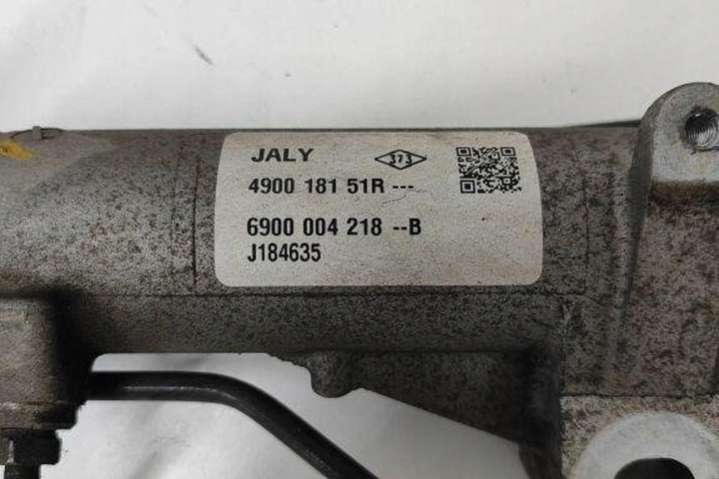 JALY 373
4900 181 51R ---
6900 004 218 --B
J184635